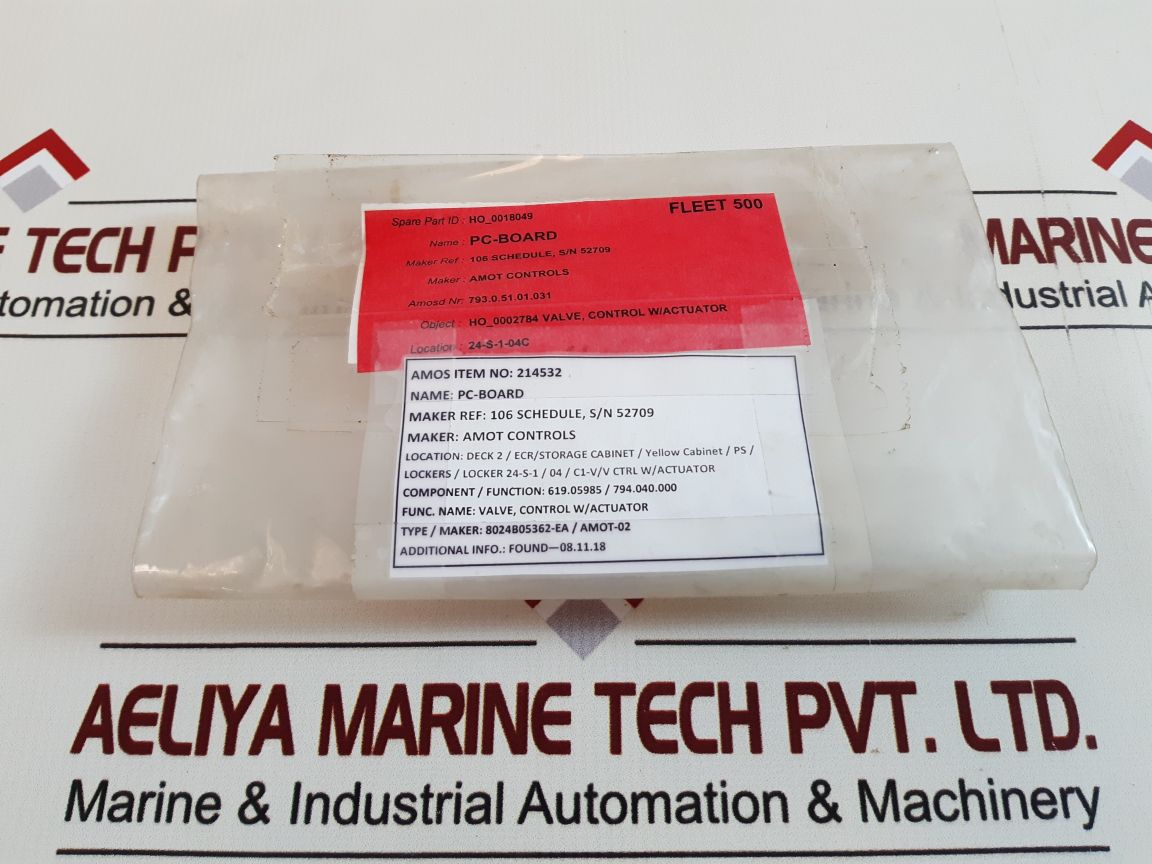 FLEET 500
Spare Part ID : HO_0018049
Name : PC-BOARD
Maker Ref : 106 SCHEDULE, S/N 52709
Maker : AMOT CONTROLS
Amosd Nr: 793.0.51.01.031
Object : HO_0002784 VALVE, CONTROL W/ACTUATOR
Location : 24-S-1-04C
AMOS ITEM NO: 214532
NAME: PC-BOARD
MAKER REF: 106 SCHEDULE, S/N 52709
MAKER: AMOT CONTROLS
LOCATION: DECK 2 / ECR/STORAGE CABINET / Yellow Cabinet / PS /
LOCKERS / LOCKER 24-S-1 / 04 / C1-V/V CTRL W/ACTUATOR
COMPONENT / FUNCTION: 619.05985 / 794.040.000
FUNC. NAME: VALVE, CONTROL W/ACTUATOR
TYPE / MAKER: 8024B05362-EA / AMOT-02
ADDITIONAL INFO.: FOUND—08.11.18
TECH P
tomation &
MARINE
dustrial A
AELIYA MARINE TECH PVT. LTD.
Marine & Industrial Automation & Machinery